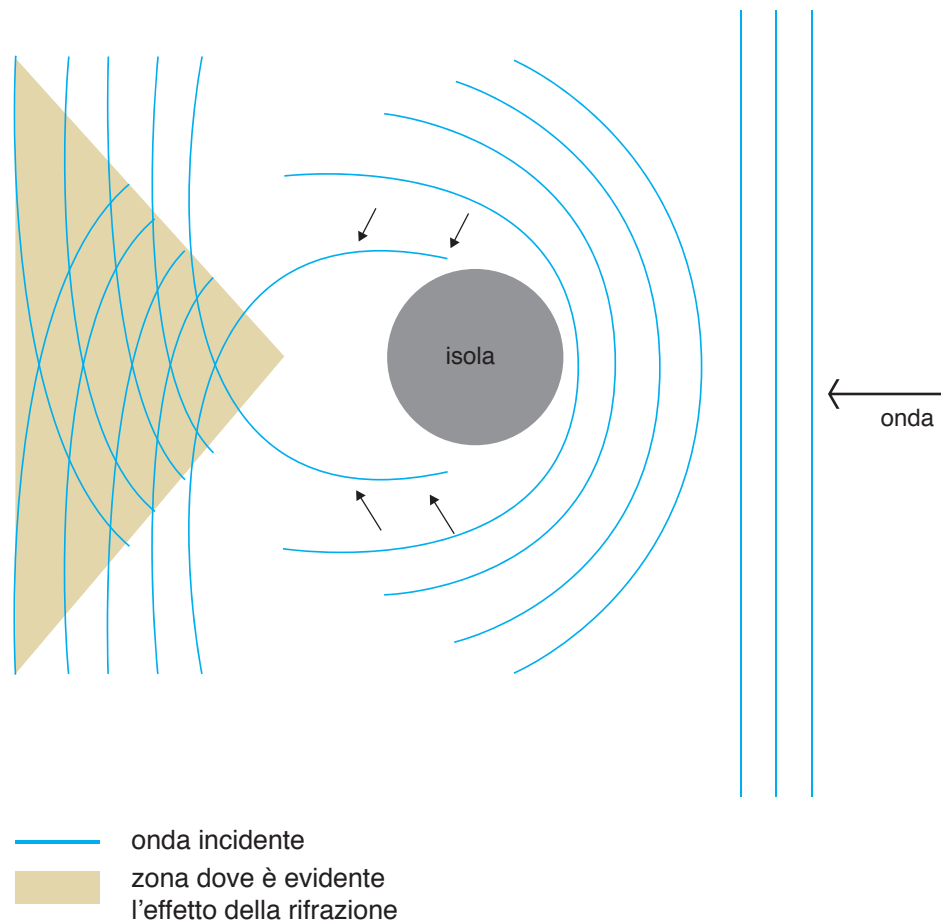 isola
onda
onda incidente
zona dove è evidente
l'effetto della rifrazione